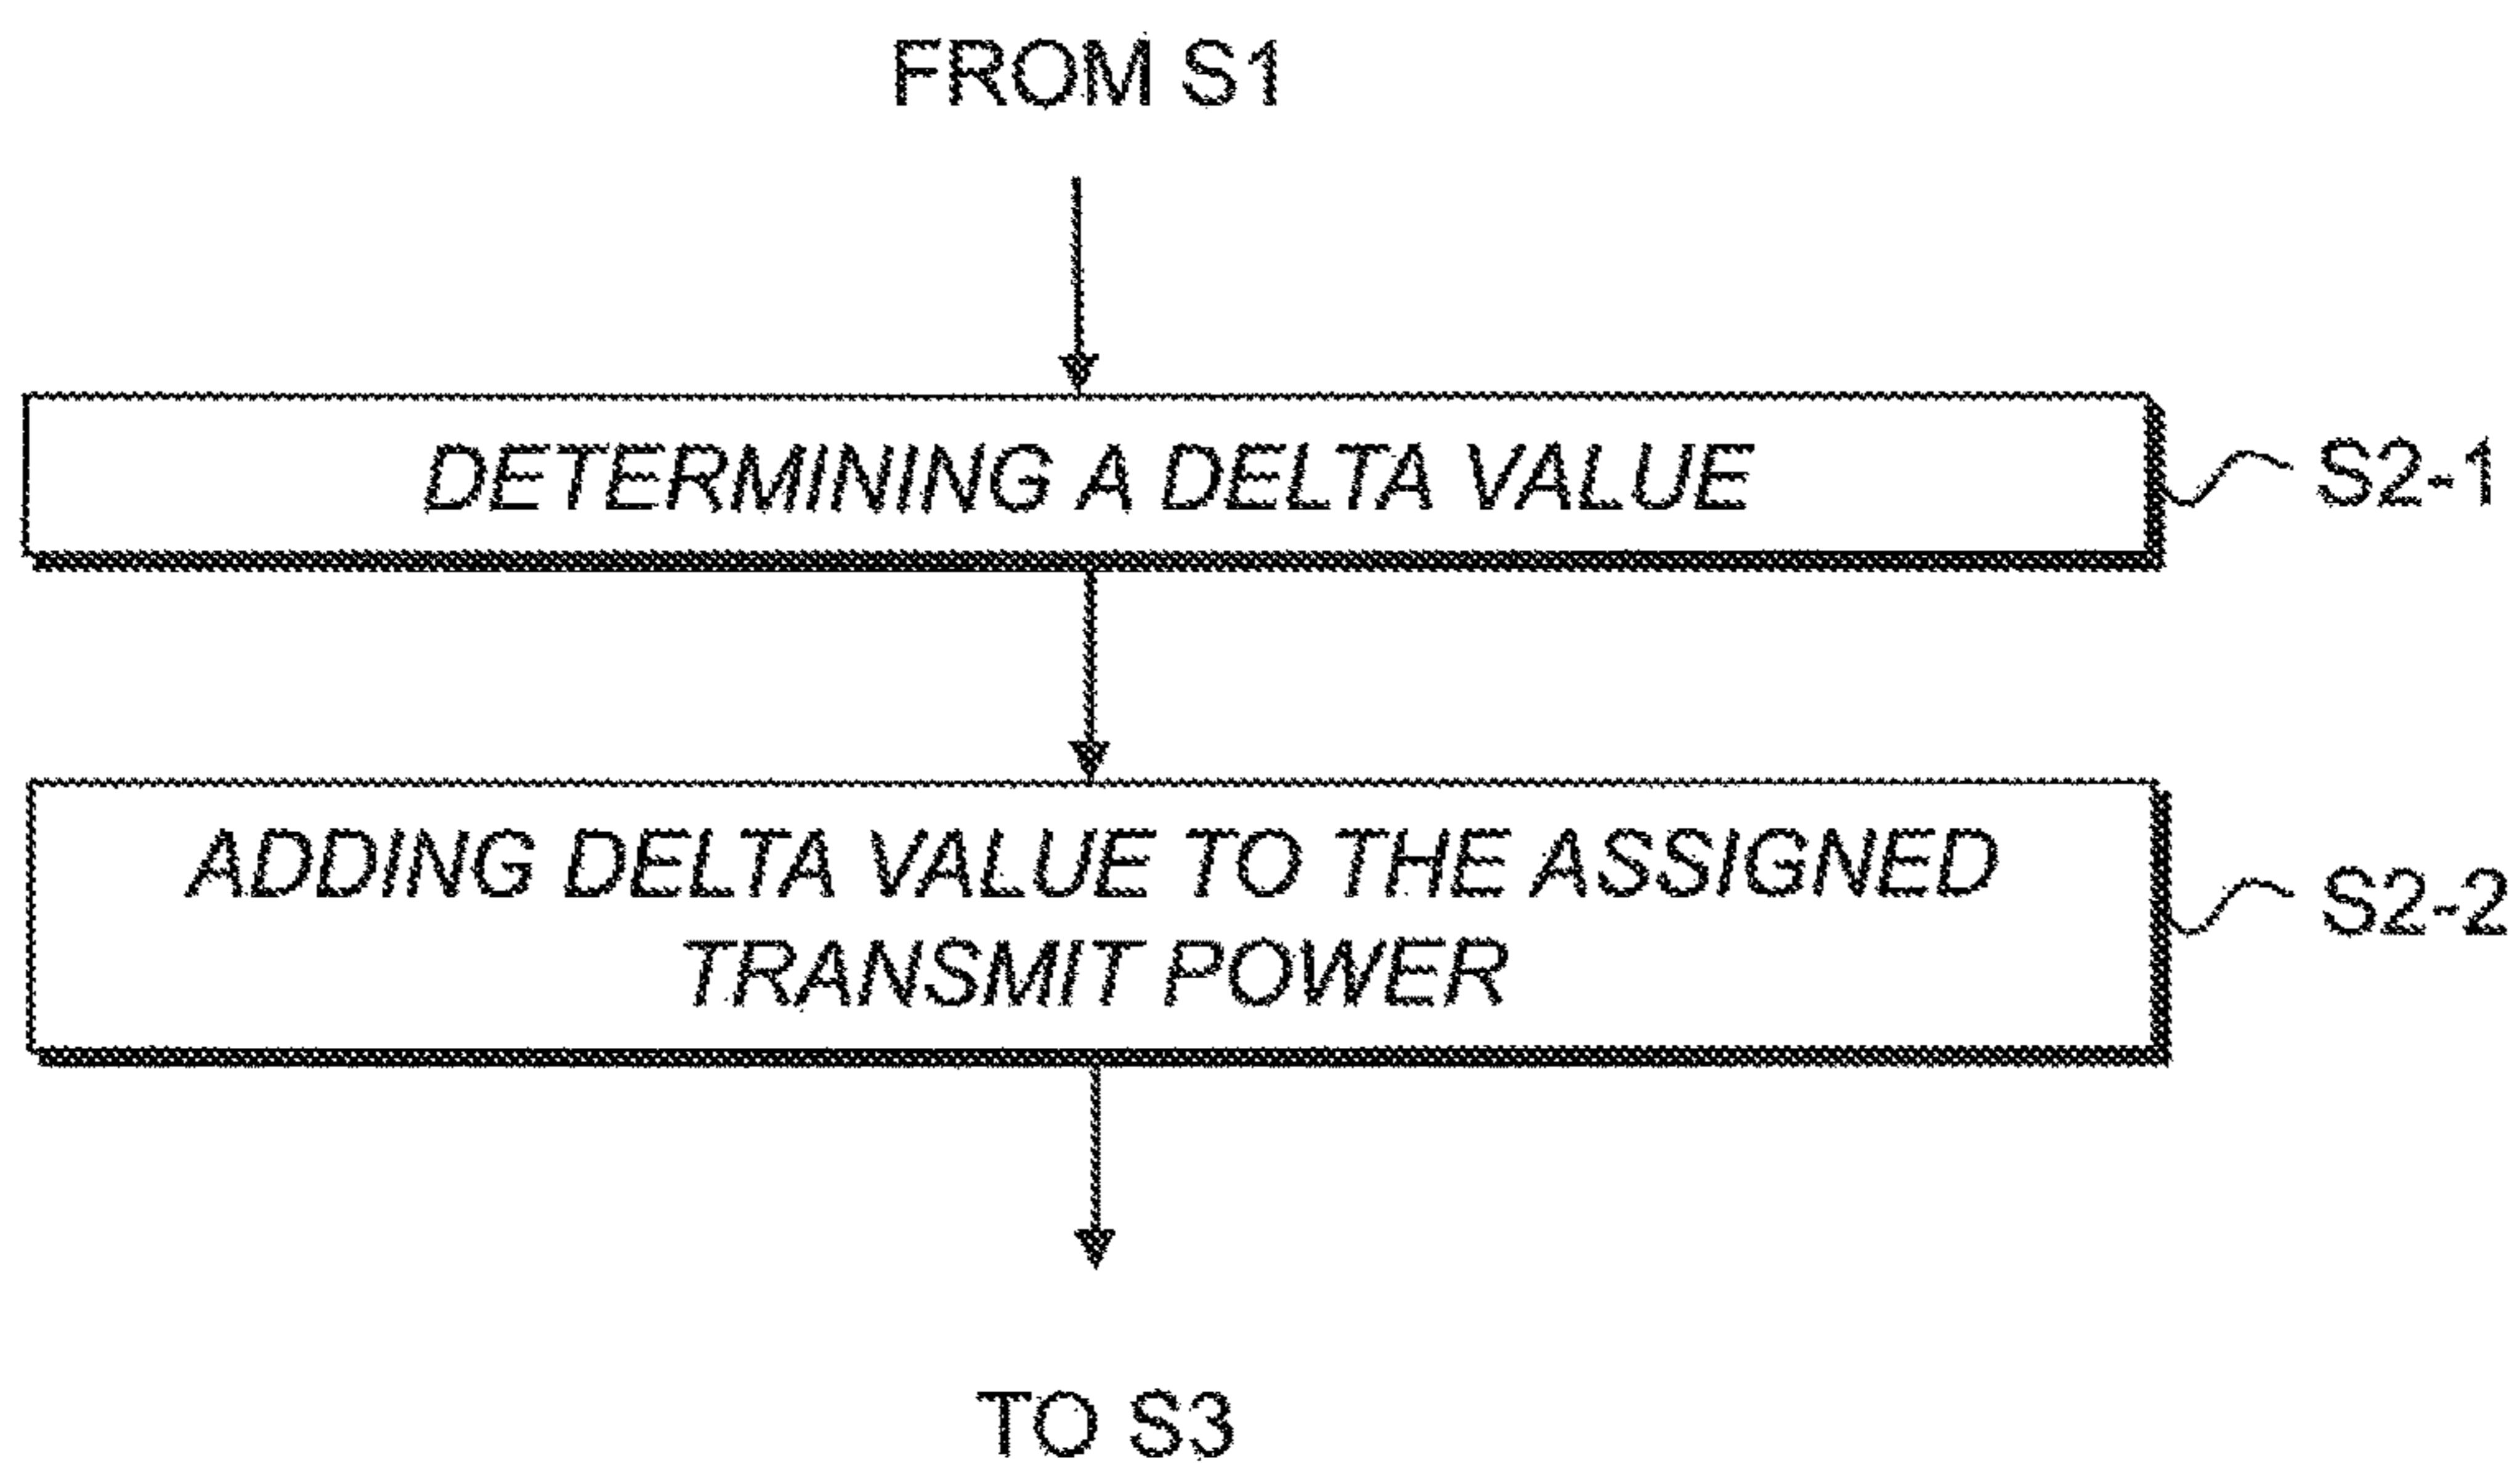 FROM S1
DETERMINING A DELTA VALUE
S2-1
ADDING DELTA VALUE TO THE ASSIGNED
TRANSMIT POWER
S2-2
TO S3